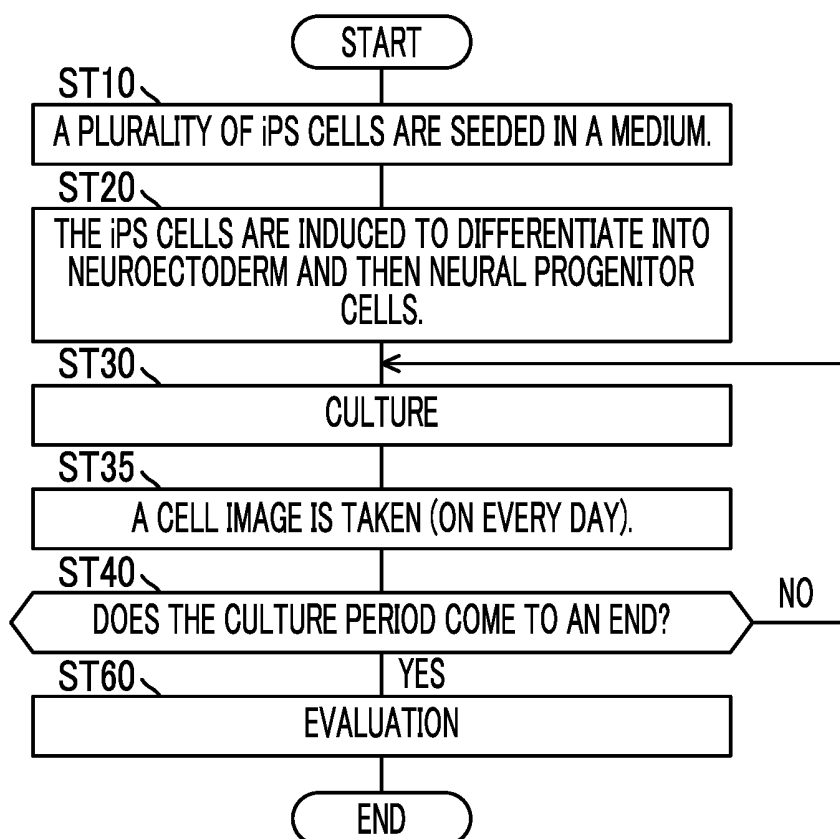 START
ST10
A PLURALITY OF iPS CELLS ARE SEEDED IN A MEDIUM.
ST20
THE iPS CELLS ARE INDUCED TO DIFFERENTIATE INTO
NEUROECTODERM AND THEN NEURAL PROGENITOR
CELLS.
ST30
CULTURE
ST35
A CELL IMAGE IS TAKEN (ON EVERY DAY).
ST40
DOES THE CULTURE PERIOD COME TO AN END?
NO
YES
ST60
EVALUATION
END